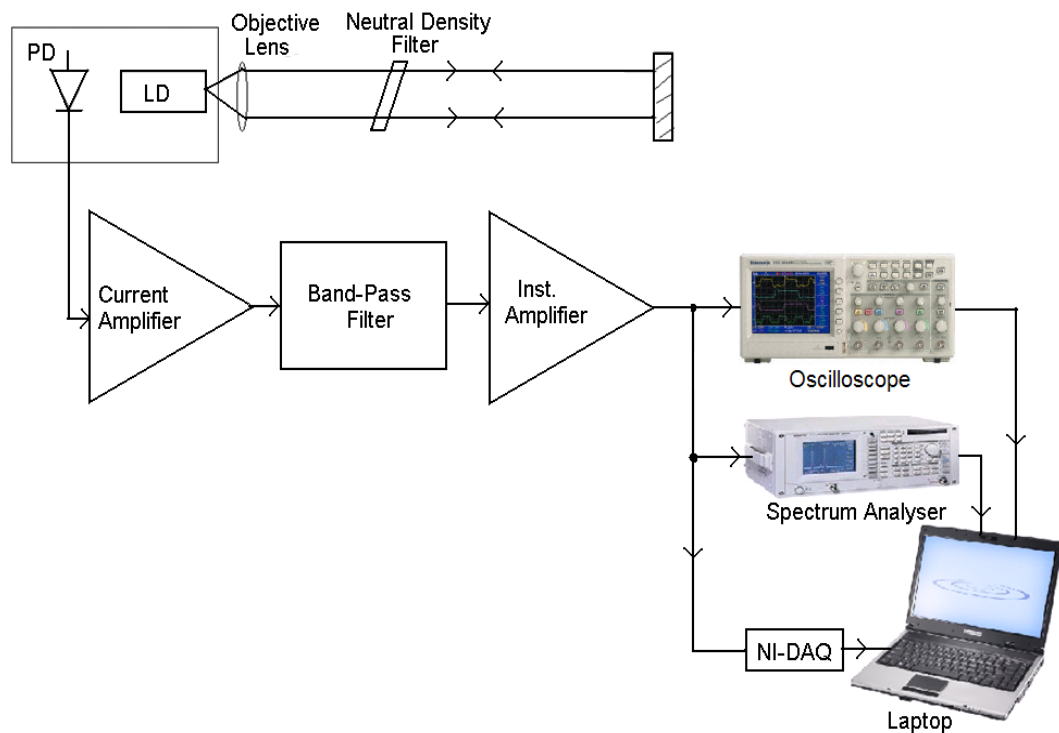 Objective
Lens
Neutral Density
Filter
PD
LD
Current
Amplifier
Band-Pass
Filter
Inst.
Amplifier
Tektronix
Oscilloscope
Spectrum Analyser
NI-DAQ
Laptop